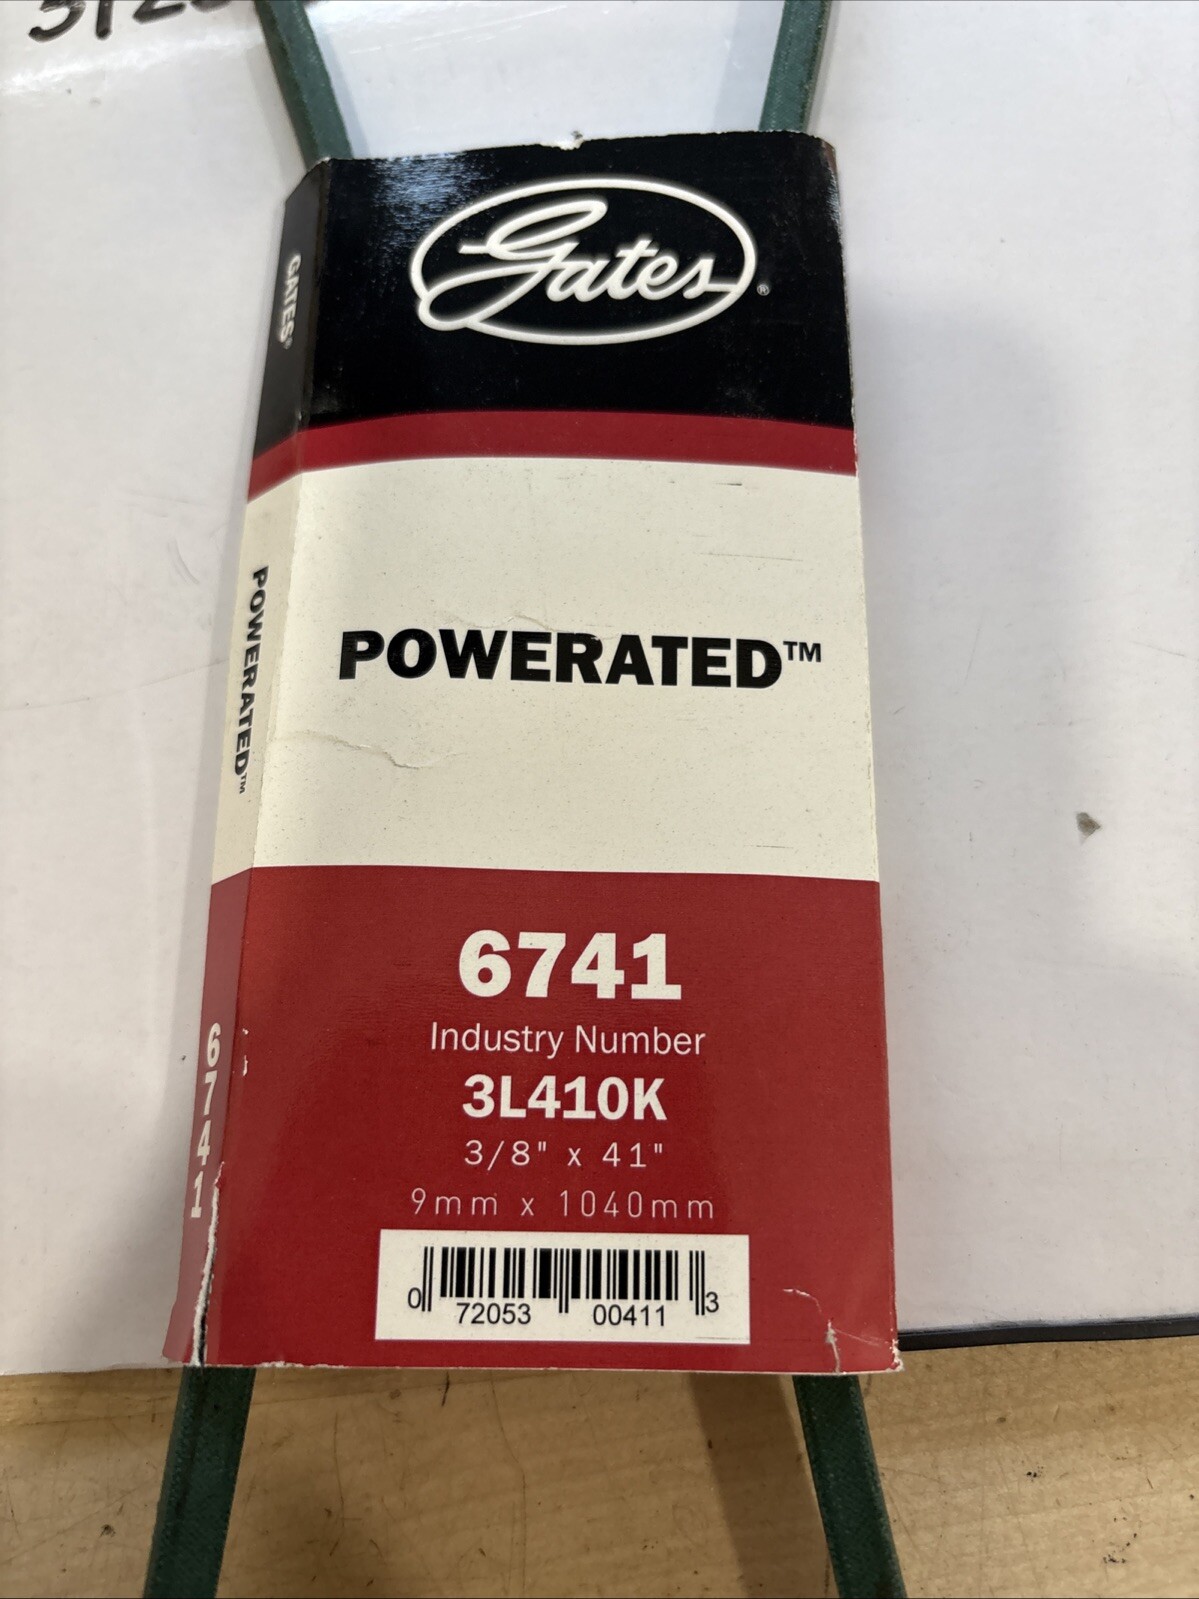 Gates®
POWERATED™
6741
Industry Number
3L410K
3/8" x 41"
9mm x 1040mm
0 72053 00411 3
GATES®
POWERATED™
6741